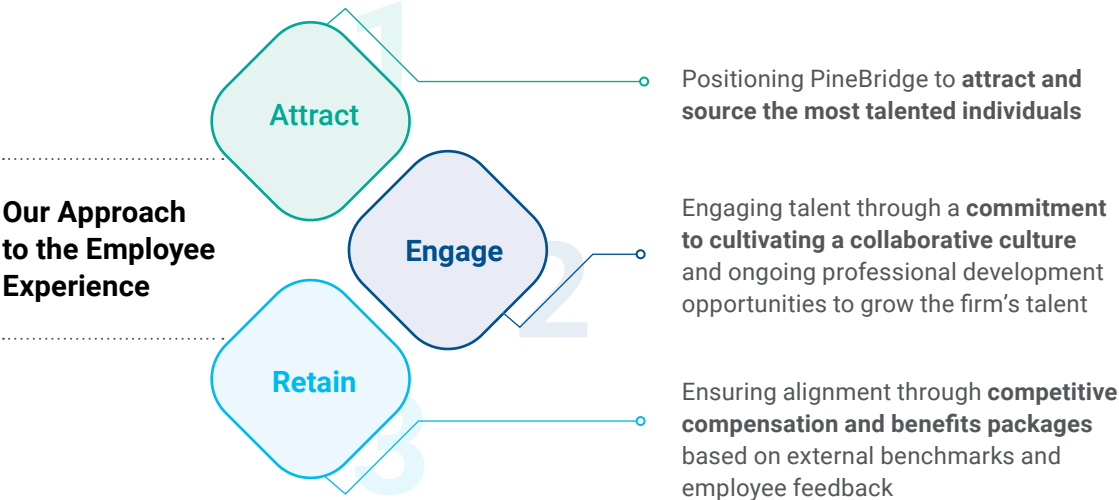 Our Approach
to the Employee
Experience
1
Attract
Positioning PineBridge to attract and
source the most talented individuals
2
Engage
Engaging talent through a commitment
to cultivating a collaborative culture
and ongoing professional development
opportunities to grow the firm's talent
3
Retain
Ensuring alignment through competitive
compensation and benefits packages
based on external benchmarks and
employee feedback